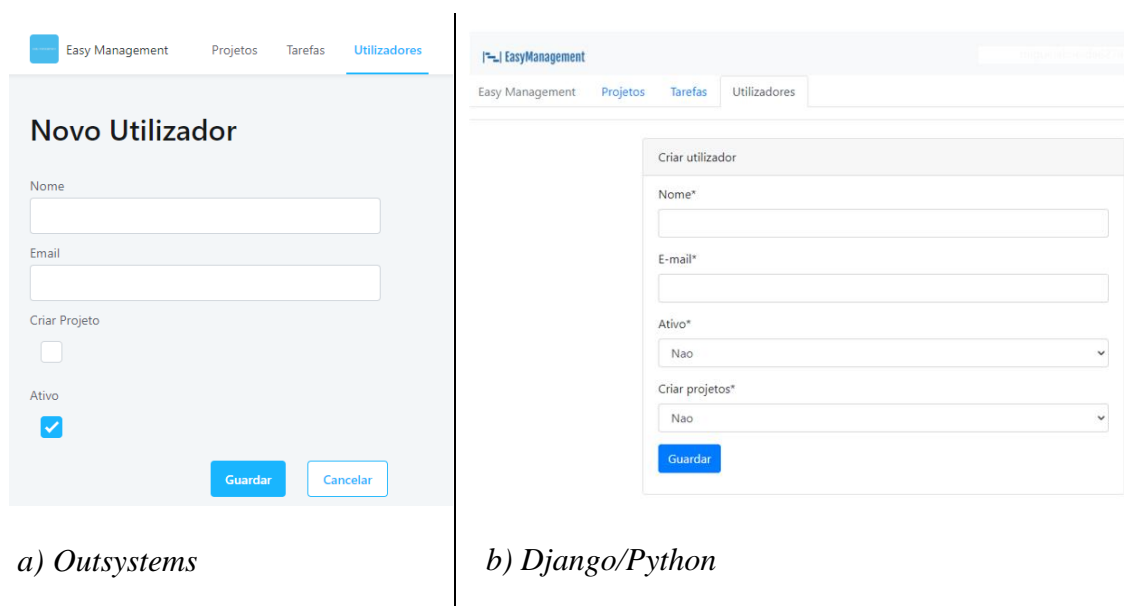 Easy Management Projetos Tarefas Utilizadores
Novo Utilizador
Nome
Email
Criar Projeto
Ativo
Guardar Cancelar
a) Outsystems
EasyManagement
Easy Management Projetos Tarefas Utilizadores
Criar utilizador
Nome*
E-mail*
Ativo*
Nao
Criar projetos*
Nao
Guardar
b) Django/Python